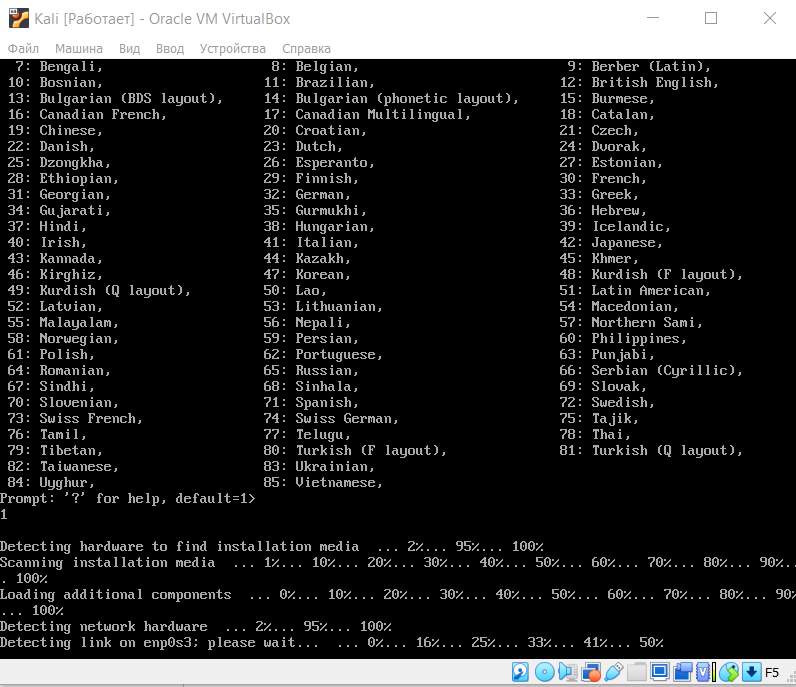 Kali [Работает] - Oracle VM VirtualBox
Файл Машина Вид Ввод Устройства Справка
7: Bengali, 8: Belgian, 9: Berber (Latin),
10: Bosnian, 11: Brazilian, 12: British English,
13: Bulgarian (BDS layout), 14: Bulgarian (phonetic layout), 15: Burmese,
16: Canadian French, 17: Canadian Multilingual, 18: Catalan,
19: Chinese, 20: Croatian, 21: Czech,
22: Danish, 23: Dutch, 24: Dvorak,
25: Dzongkha, 26: Esperanto, 27: Estonian,
28: Ethiopian, 29: Finnish, 30: French,
31: Georgian, 32: German, 33: Greek,
34: Gujarati, 35: Gurmukhi, 36: Hebrew,
37: Hindi, 38: Hungarian, 39: Icelandic,
40: Irish, 41: Italian, 42: Japanese,
43: Kannada, 44: Kazakh, 45: Khmer,
46: Kirghiz, 47: Korean, 48: Kurdish (F layout),
49: Kurdish (Q layout), 50: Lao, 51: Latin American,
52: Latvian, 53: Lithuanian, 54: Macedonian,
55: Malayalam, 56: Nepali, 57: Northern Sami,
58: Norwegian, 59: Persian, 60: Philippines,
61: Polish, 62: Portuguese, 63: Punjabi,
64: Romanian, 65: Russian, 66: Serbian (Cyrillic),
67: Sindhi, 68: Sinhala, 69: Slovak,
70: Slovenian, 71: Spanish, 72: Swedish,
73: Swiss French, 74: Swiss German, 75: Tajik,
76: Tamil, 77: Telugu, 78: Thai,
79: Tibetan, 80: Turkish (F layout), 81: Turkish (Q layout),
82: Taiwanese, 83: Ukrainian,
84: Uyghur, 85: Vietnamese,
Prompt: '?' for help, default=1>
1
Detecting hardware to find installation media ... 2%... 95%... 100%
Scanning installation media ... 1%... 10%... 20%... 30%... 40%... 50%... 60%... 70%... 80%... 90%..
. 100%
Loading additional components ... 0%... 10%... 20%... 30%... 40%... 50%... 60%... 70%... 80%... 90%
... 100%
Detecting network hardware ... 2%... 95%... 100%
Detecting link on enp0s3; please wait... ... 0%... 16%... 25%... 33%... 41%... 50%
F5